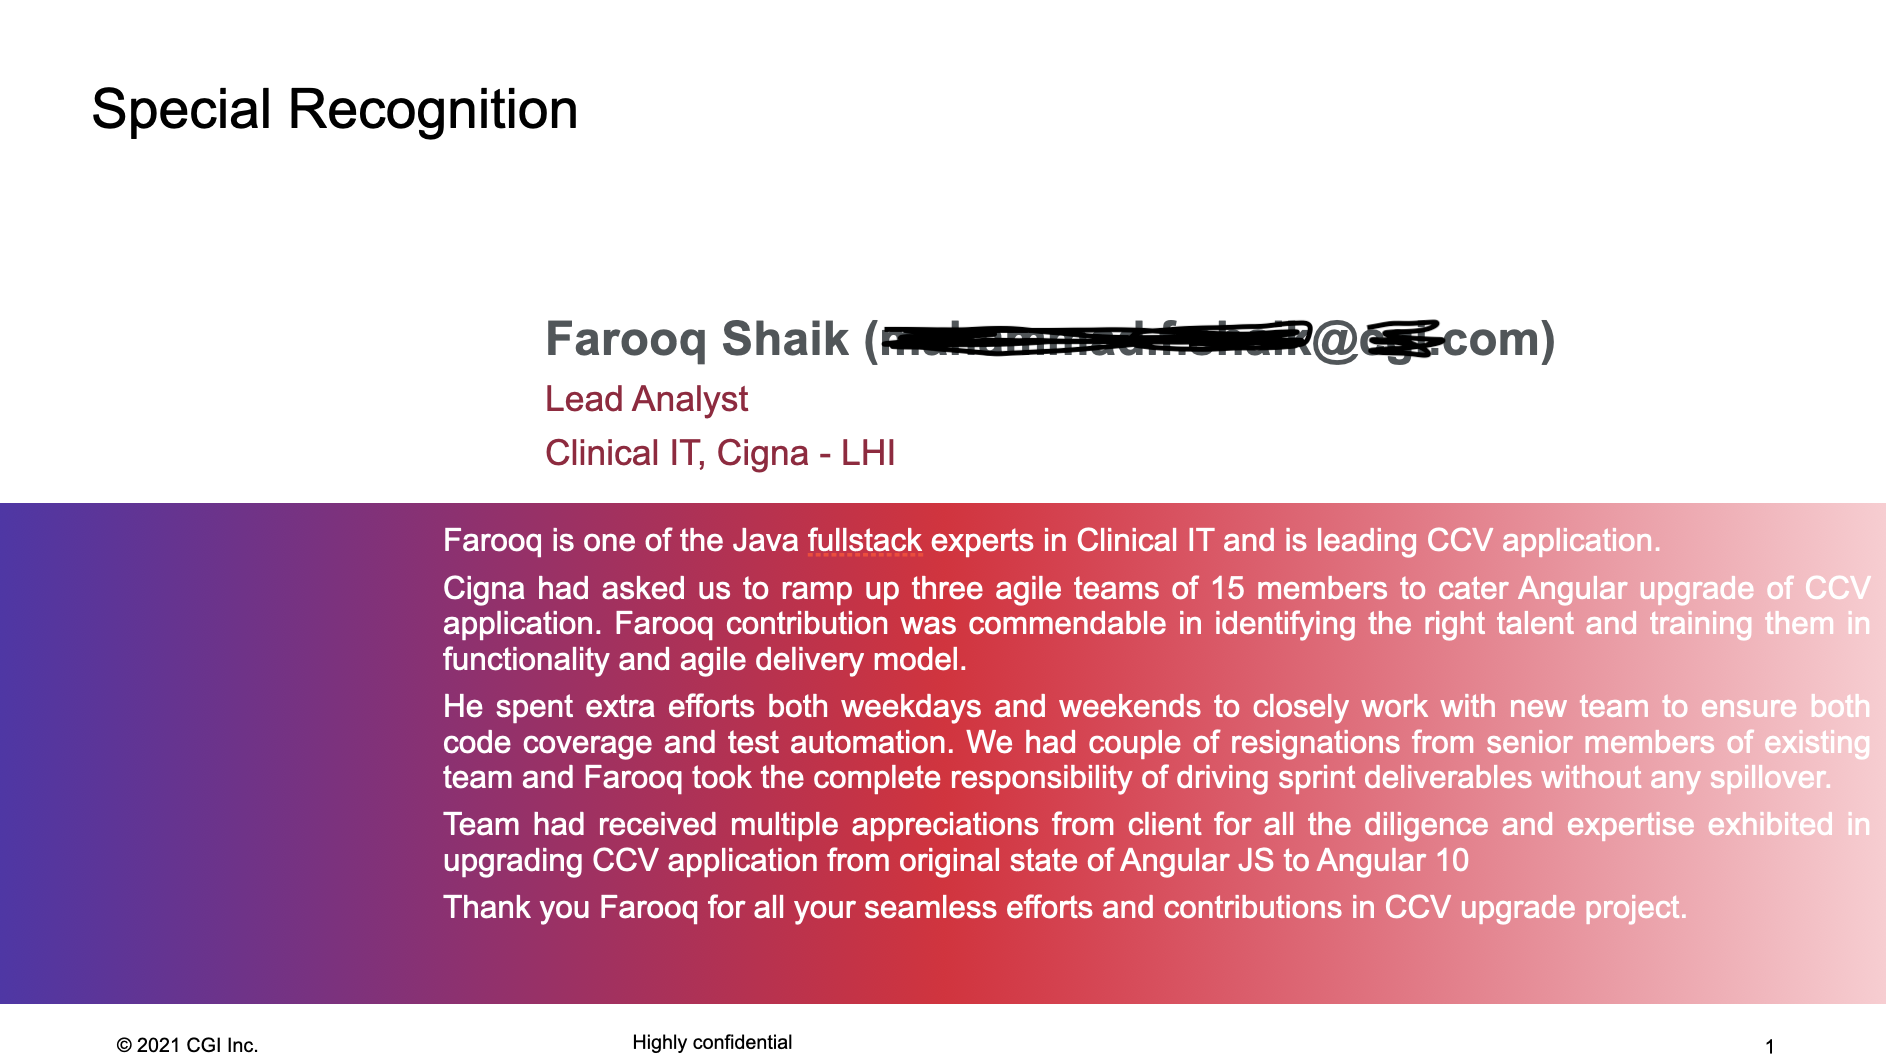 Special Recognition
Farooq Shaik (@.com)
Lead Analyst
Clinical IT, Cigna - LHI
Farooq is one of the Java fullstack experts in Clinical IT and is leading CCV application.
Cigna had asked us to ramp up three agile teams of 15 members to cater Angular upgrade of CCV
application. Farooq contribution was commendable in identifying the right talent and training them in
functionality and agile delivery model.
He spent extra efforts both weekdays and weekends to closely work with new team to ensure both
code coverage and test automation. We had couple of resignations from senior members of existing
team and Farooq took the complete responsibility of driving sprint deliverables without any spillover.
Team had received multiple appreciations from client for all the diligence and expertise exhibited in
upgrading CCV application from original state of Angular JS to Angular 10
Thank you Farooq for all your seamless efforts and contributions in CCV upgrade project.
© 2021 CGI Inc.
Highly confidential
1